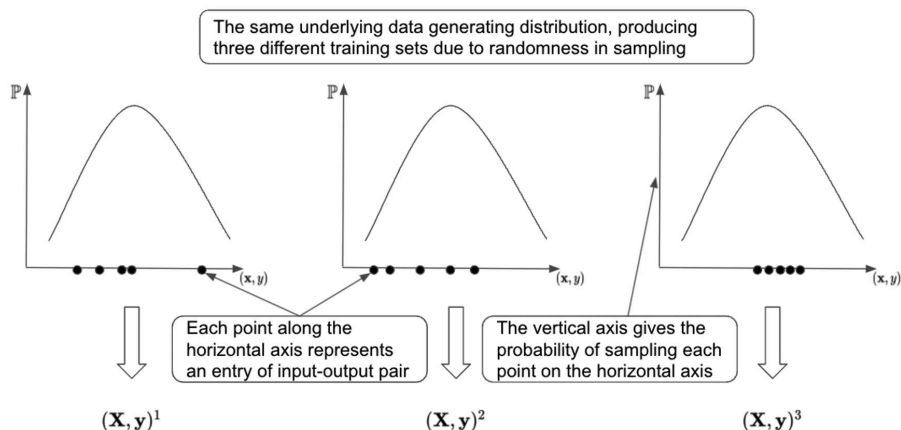 The same underlying data generating distribution, producing
three different training sets due to randomness in sampling
ℙ
ℙ
ℙ
(𝐱, y)
(𝐱, y)
(𝐱, y)
Each point along the
horizontal axis represents
an entry of input-output pair
The vertical axis gives the
probability of sampling each
point on the horizontal axis
(𝐗, 𝐲)¹
(𝐗, 𝐲)²
(𝐗, 𝐲)³